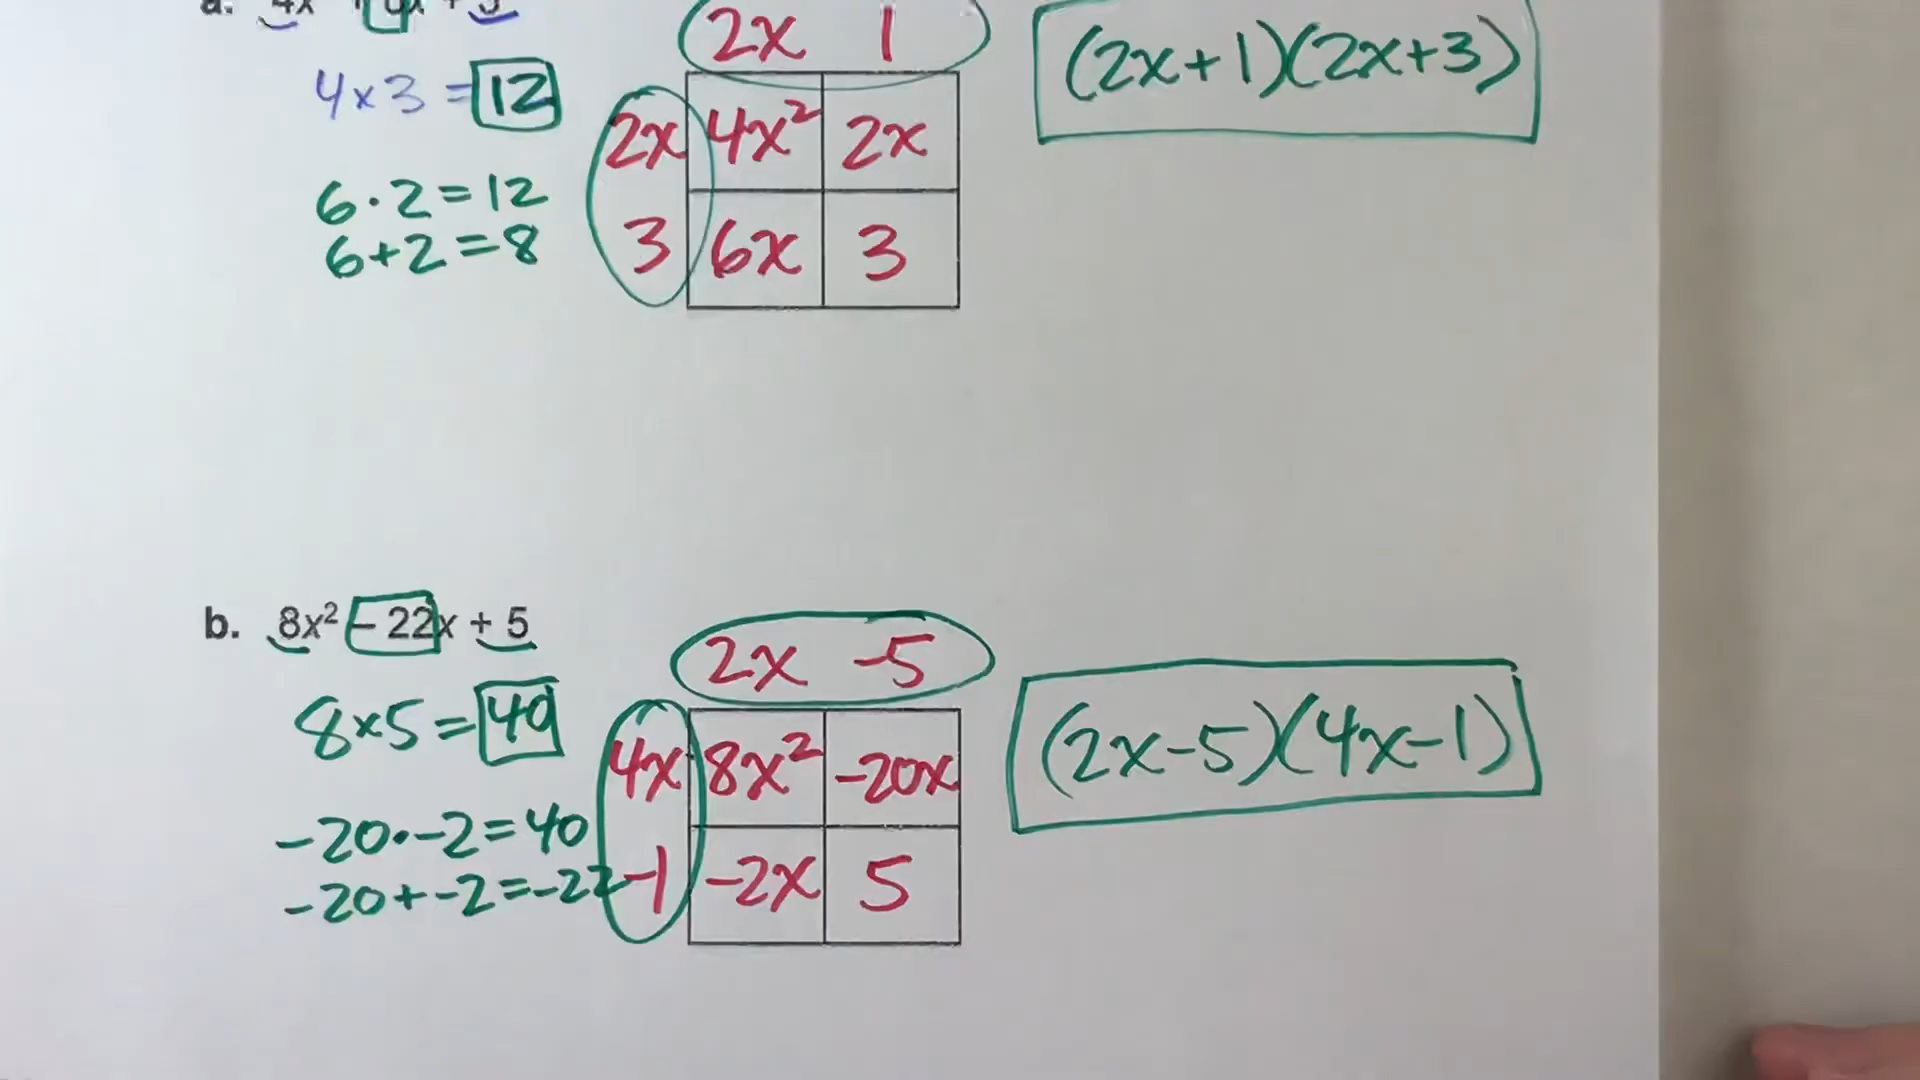 a. 4x + 3
2x 1
(2x+1)(2x+3)
4x3 = 12
2x 4x² 2x
6·2=12
6+2=8
3 6x 3
b. 8x² – 22x + 5
2x -5
8x5=40
(2x-5)(4x-1)
4x 8x² -20x
-20·-2=40
-20+-2=-22
-1 -2x 5